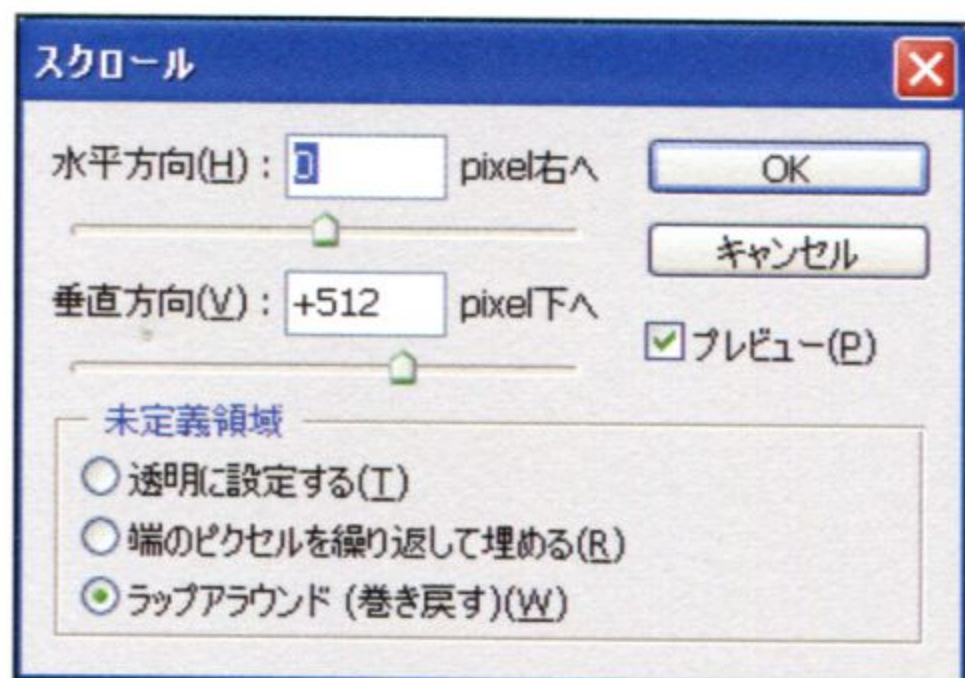 スクロール
水平方向(H)： 0 pixel右へ
OK
キャンセル
垂直方向(V)： +512 pixel下へ
プレビュー(P)
未定義領域
透明に設定する(T)
端のピクセルを繰り返して埋める(R)
ラップアラウンド (巻き戻す)(W)